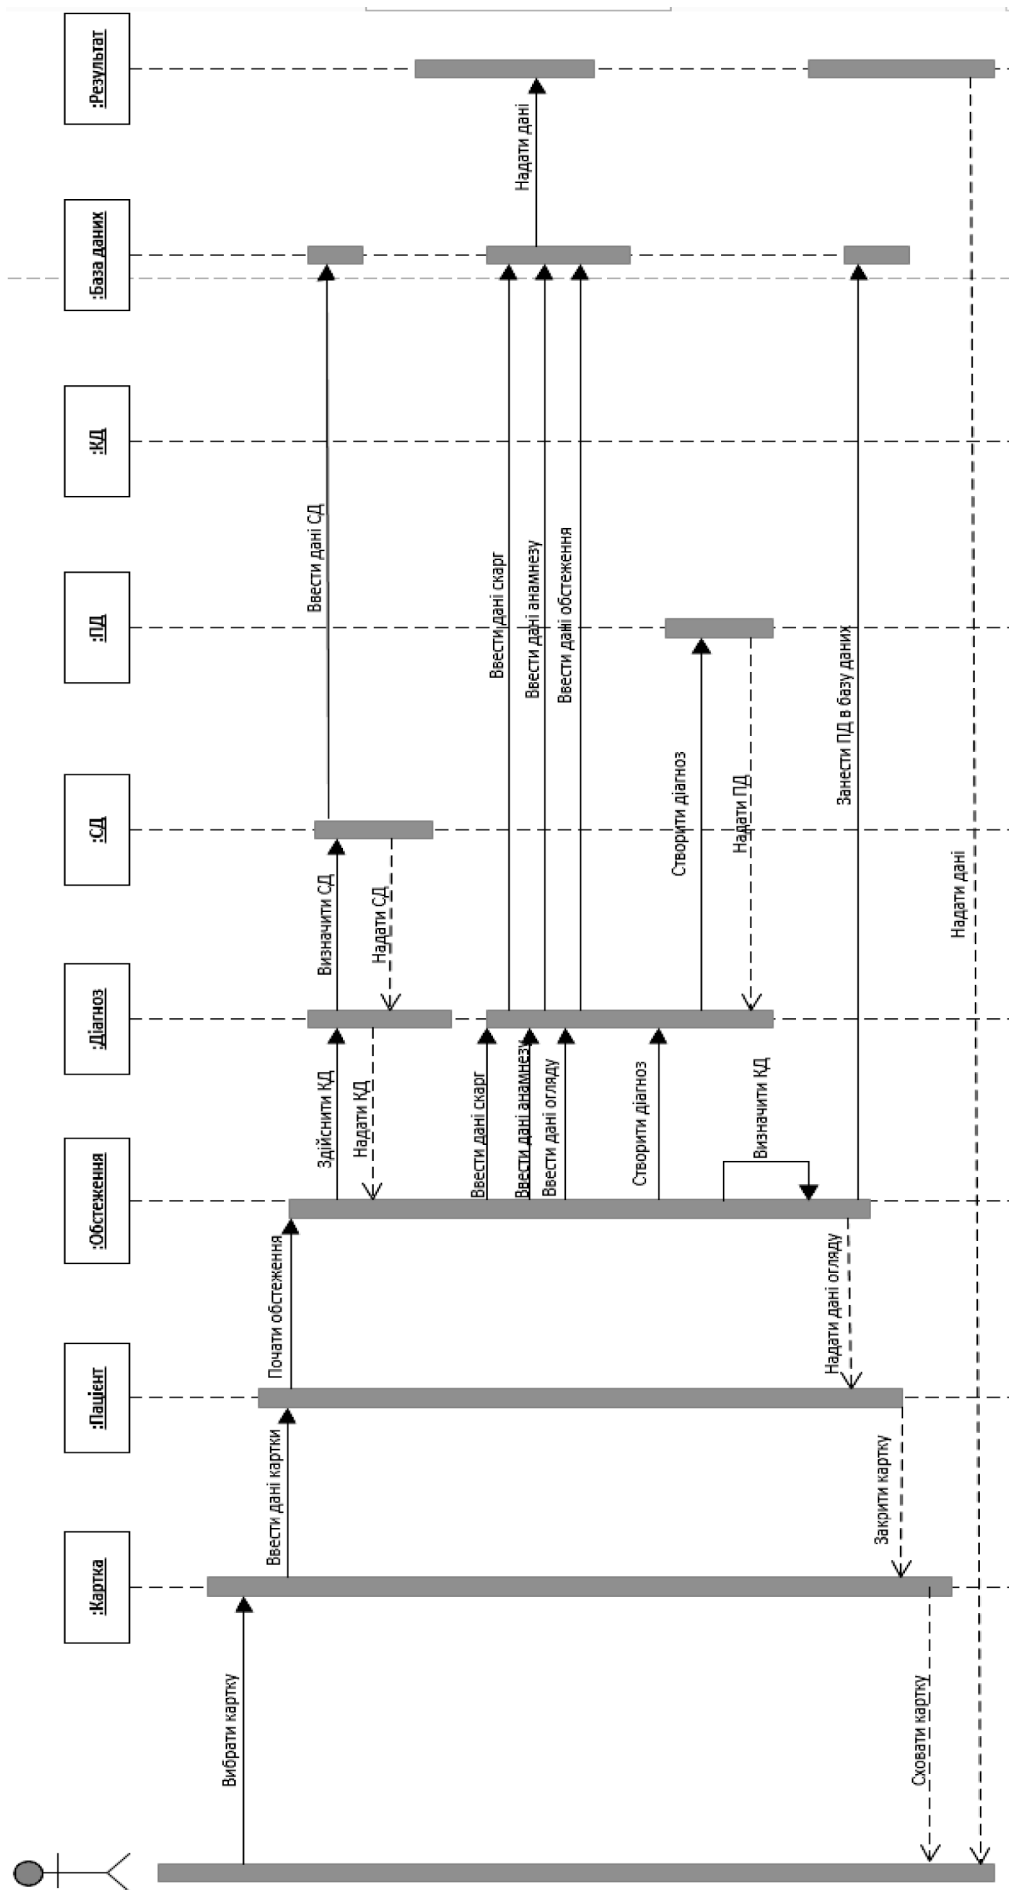 :Картка
:Пацієнт
:Обстеження
:Діагноз
:СД
:ПД
:КД
:База даних
:Результат
Вибрати картку
Ввести дані картки
Почати обстеження
Здійснити КД
Визначити СД
Ввести дані СД
Надати КД
Надати СД
Ввести дані скарг
Ввести дані скарг
Ввести дані анамнезу
Надати дані
Ввести дані анамнезу
Ввести дані огляду
Ввести дані обстеження
Створити діагноз
Створити діагноз
Надати ПД
Визначити КД
Надати дані огляду
Занести ПД в базу даних
Закрити картку
Сховати картку
Надати дані